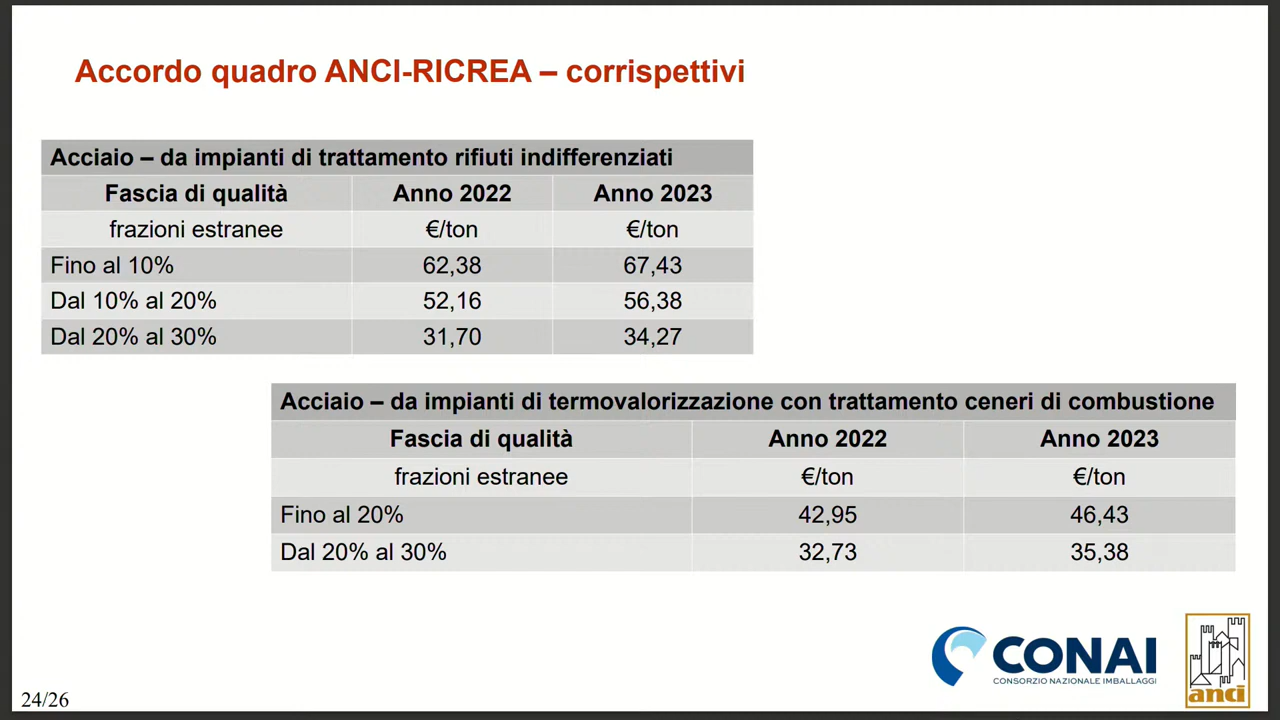 Accordo quadro ANCI-RICREA – corrispettivi
Acciaio – da impianti di trattamento rifiuti indifferenziati
Fascia di qualità Anno 2022 Anno 2023
frazioni estranee €/ton €/ton
Fino al 10% 62,38 67,43
Dal 10% al 20% 52,16 56,38
Dal 20% al 30% 31,70 34,27
Acciaio – da impianti di termovalorizzazione con trattamento ceneri di combustione
Fascia di qualità Anno 2022 Anno 2023
frazioni estranee €/ton €/ton
Fino al 20% 42,95 46,43
Dal 20% al 30% 32,73 35,38
CONAI
CONSORZIO NAZIONALE IMBALLAGGI
anci
24/26